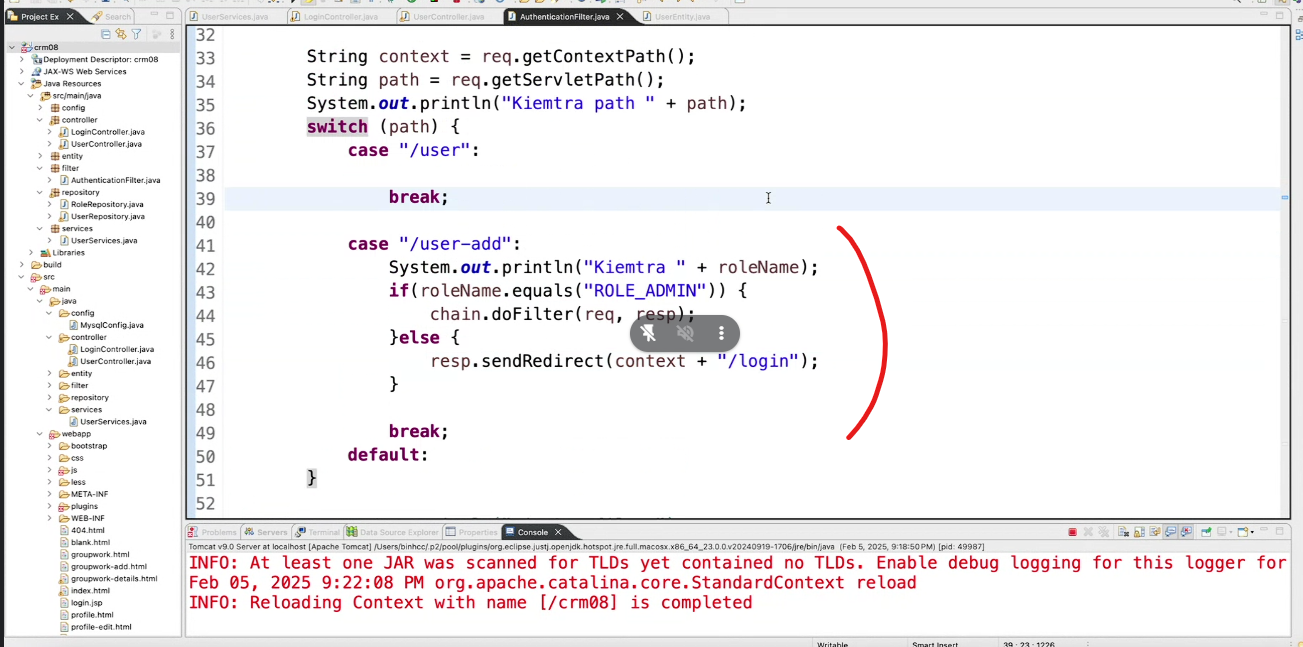 Project Ex
Search
UserServices.java
LoginController.java
UserController.java
AuthenticationFilter.java
UserEntity.java
crm08
Deployment Descriptor: crm08
JAX-WS Web Services
Java Resources
src/main/java
config
controller
LoginController.java
UserController.java
entity
filter
AuthenticationFilter.java
repository
RoleRepository.java
UserRepository.java
services
UserServices.java
Libraries
build
src
main
java
config
MysqlConfig.java
controller
LoginController.java
UserController.java
entity
filter
repository
services
UserServices.java
webapp
bootstrap
css
js
less
META-INF
plugins
WEB-INF
404.html
blank.html
groupwork.html
groupwork-add.html
groupwork-details.html
index.html
login.jsp
profile.html
profile-edit.html
32
33 String context = req.getContextPath();
34 String path = req.getServletPath();
35 System.out.println("Kiemtra path " + path);
36 switch (path) {
37 case "/user":
38
39 break;
40
41 case "/user-add":
42 System.out.println("Kiemtra " + roleName);
43 if(roleName.equals("ROLE_ADMIN")) {
44 chain.doFilter(req, resp);
45 }else {
46 resp.sendRedirect(context + "/login");
47 }
48
49 break;
50 default:
51 }
52
Problems
Servers
Terminal
Data Source Explorer
Properties
Console
Tomcat v9.0 Server at localhost [Apache Tomcat] /Users/binhcc/.p2/pool/plugins/org.eclipse.justj.openjdk.hotspot.jre.full.macosx.x86_64_23.0.0.v20240919-1706/jre/bin/java (Feb 5, 2025, 9:18:50 PM) [pid: 49987]
INFO: At least one JAR was scanned for TLDs yet contained no TLDs. Enable debug logging for this logger for
Feb 05, 2025 9:22:08 PM org.apache.catalina.core.StandardContext reload
INFO: Reloading Context with name [/crm08] is completed
Writable
Smart Insert
39 : 23 : 1226